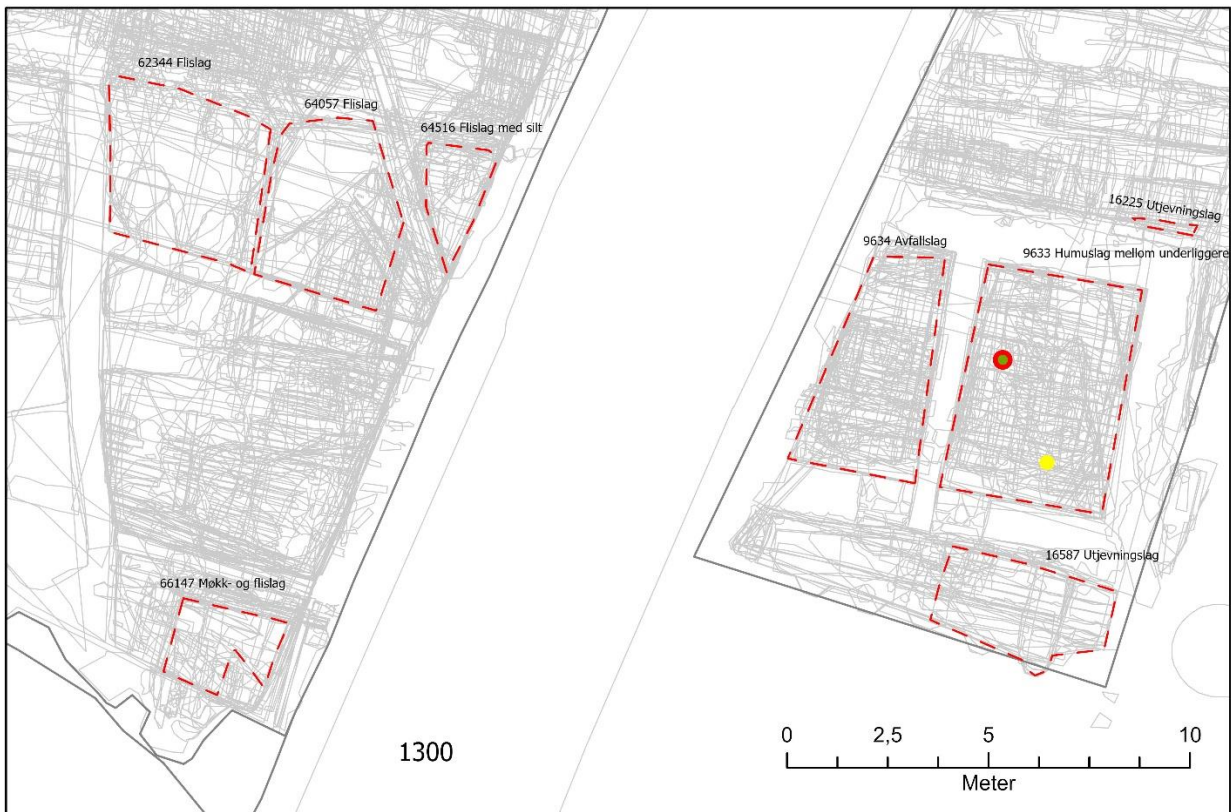 62344 Flislag
64057 Flislag
64516 Flislag med silt
16225 Utjevningslag
9634 Avfallslag
9633 Humuslag mellom underliggere
16587 Utjevningslag
66147 Møkk- og flislag
1300
0 2,5 5 10
Meter